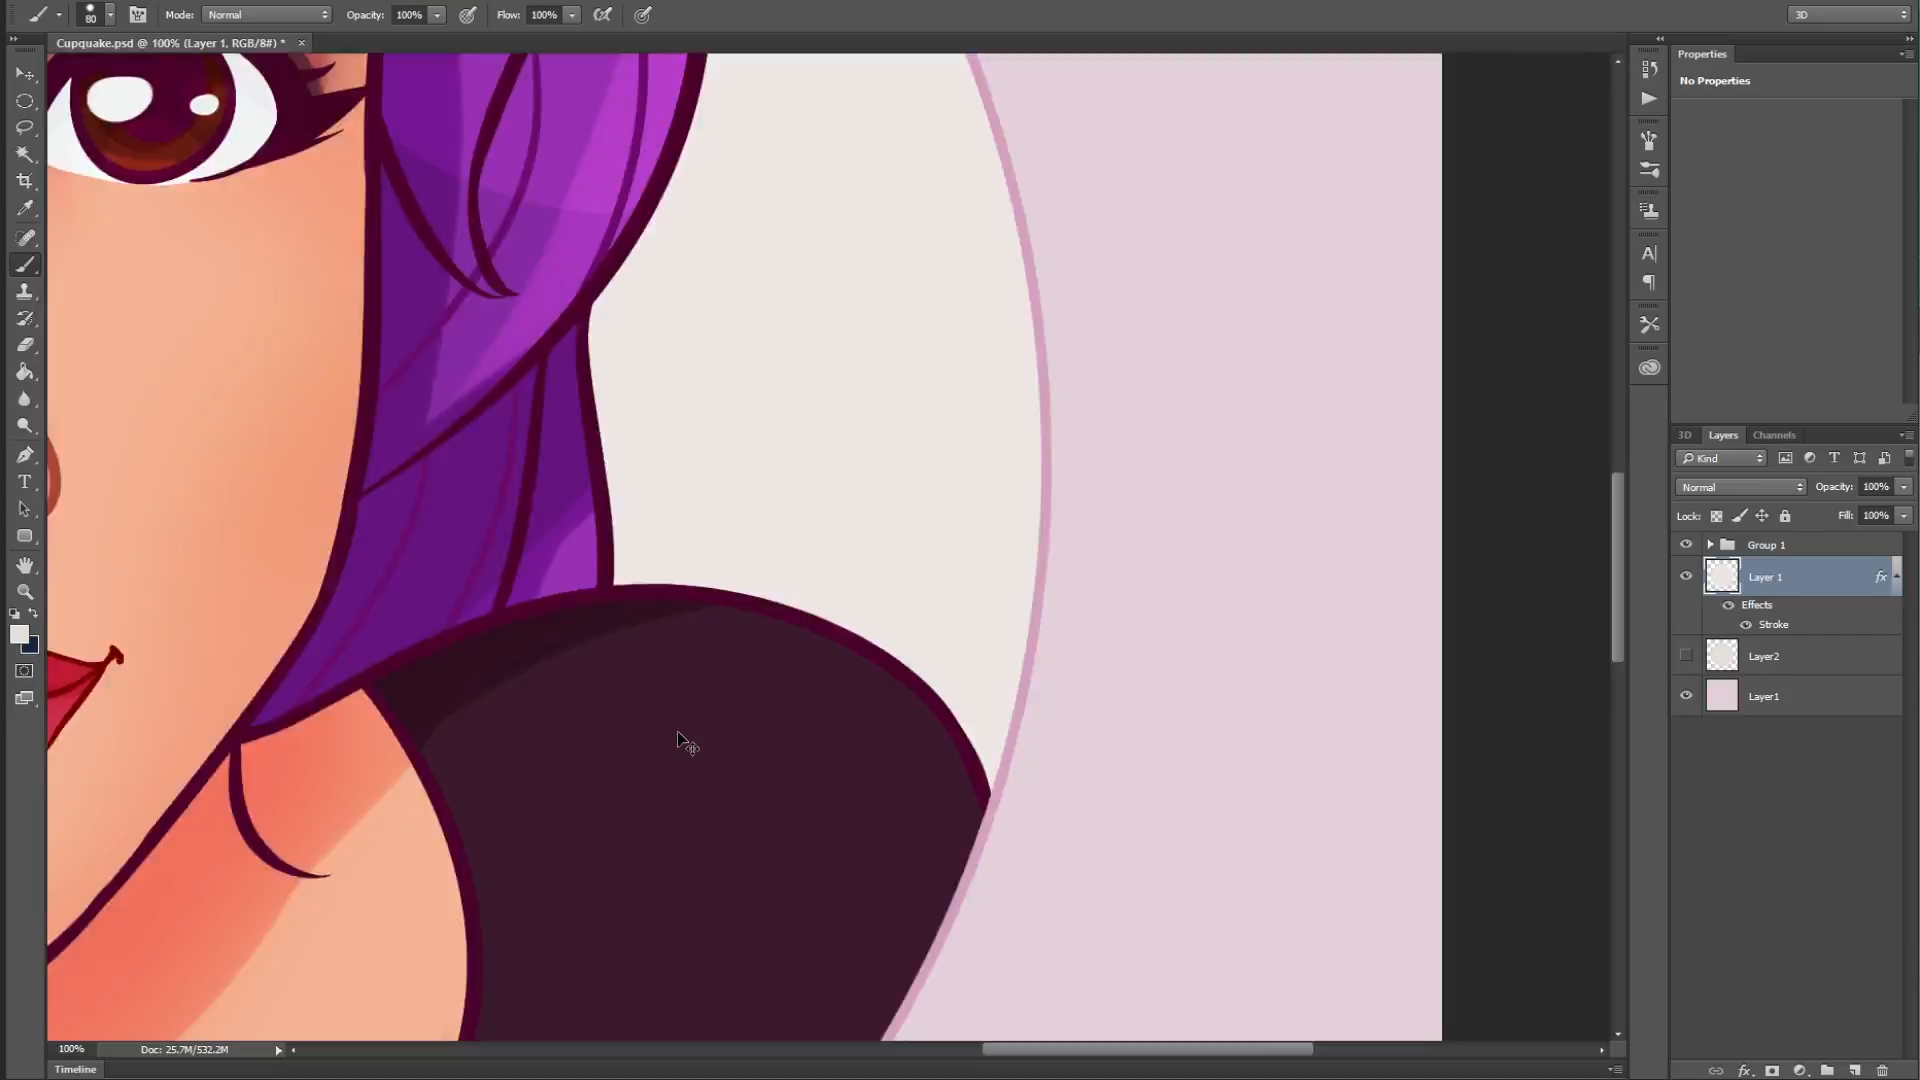 80 Mode: Normal Opacity: 100% Flow: 100% 3D
Cupquake.psd @ 100% (Layer 1, RGB/8#) * ×
Properties
No Properties
3D Layers Channels
Kind
Normal Opacity: 100%
Lock: Fill: 100%
Group 1
Layer 1 fx
Effects
Stroke
Layer2
Layer1
100% Doc: 25.7M/532.2M
Timeline